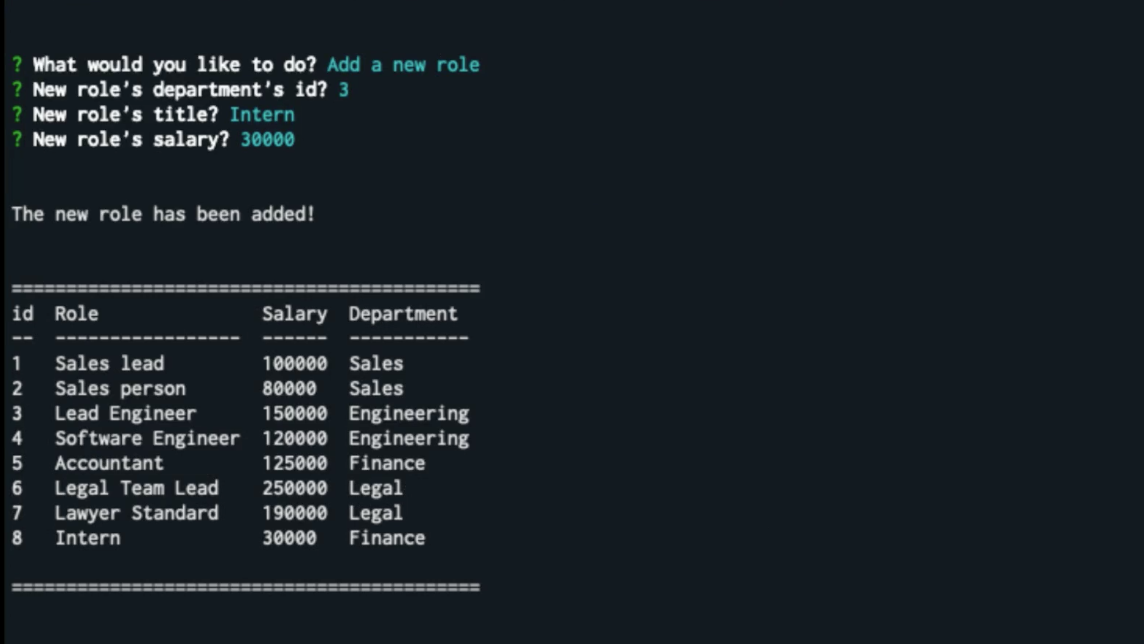 ? What would you like to do? Add a new role
? New role's department's id? 3
? New role's title? Intern
? New role's salary? 30000
The new role has been added!
===========================================
id  Role               Salary  Department
--  -----------------  ------  -----------
1   Sales lead         100000  Sales
2   Sales person       80000   Sales
3   Lead Engineer      150000  Engineering
4   Software Engineer  120000  Engineering
5   Accountant         125000  Finance
6   Legal Team Lead    250000  Legal
7   Lawyer Standard    190000  Legal
8   Intern             30000   Finance
===========================================